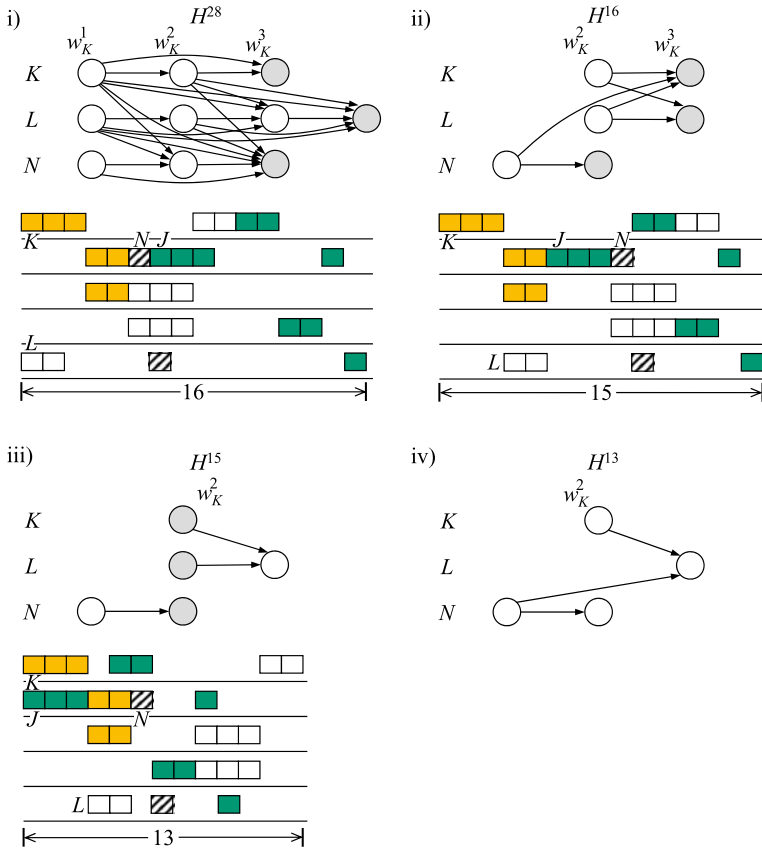 i)
H^28
w_K^1 w_K^2 w_K^3
K
L
N
K N J
L
16
ii)
H^16
w_K^2 w_K^3
K
L
N
K J N
L
15
iii)
H^15
w_K^2
K
L
N
K
J N
L
13
iv)
H^13
w_K^2
K
L
N